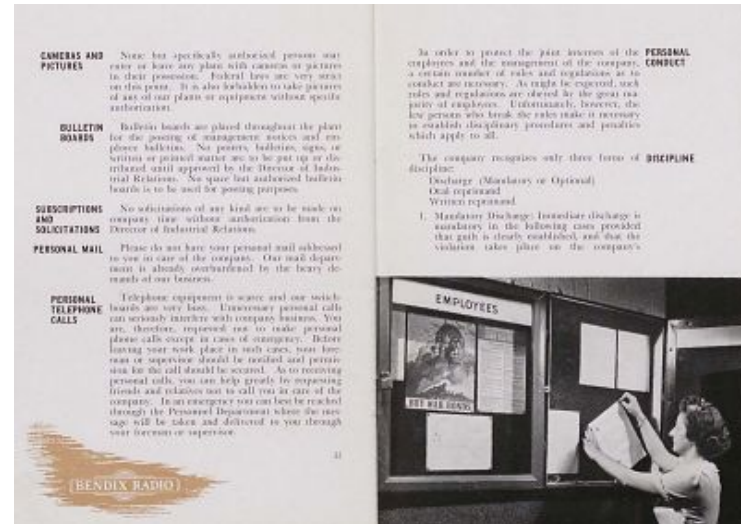 CAMERAS AND
PICTURES
None but specifically authorized persons may
enter or leave any plant with cameras or pictures
in their possession. Federal laws are very strict
on this point. It is also forbidden to take pictures
of any of our plants or equipment without specific
authorization.
BULLETIN
BOARDS
Bulletin boards are placed throughout the plant
for the posting of management notices and em-
ployee bulletins. No posters, bulletins, signs, or
written or printed matter are to be put up or dis-
tributed until approved by the Director of Indus-
trial Relations. No space but authorized bulletin
boards is to be used for posting purposes.
SUBSCRIPTIONS
AND
SOLICITATIONS
No solicitations of any kind are to be made on
company time without authorization from the
Director of Industrial Relations.
PERSONAL MAIL
Please do not have your personal mail addressed
to you in care of the company. Our mail depart-
ment is already overburdened by the heavy de-
mands of our business.
PERSONAL
TELEPHONE
CALLS
Telephone equipment is scarce and our switch-
boards are very busy. Unnecessary personal calls
can seriously interfere with company business. You
are, therefore, requested not to make personal
phone calls except in cases of emergency. Before
leaving your work place in such cases, your fore-
man or supervisor should be notified and permis-
sion for the call should be secured. As to receiving
personal calls, you can help greatly by requesting
friends and relatives not to call you in care of the
company. In an emergency you can best be reached
through the Personnel Department where the mes-
sage will be taken and delivered to you through
your foreman or supervisor.
BENDIX RADIO
PERSONAL
CONDUCT
In order to protect the joint interests of the
employees and the management of the company,
a certain number of rules and regulations as to
conduct are necessary. As might be expected, such
rules and regulations are obeyed by the great ma-
jority of employees. Unfortunately, however, the
few persons who break the rules make it necessary
to establish disciplinary procedures and penalties
which apply to all.
DISCIPLINE
The company recognizes only three forms of
discipline:
Discharge (Mandatory or Optional)
Oral reprimand
Written reprimand
1. Mandatory Discharge: Immediate discharge is
mandatory in the following cases provided
that guilt is clearly established, and that the
violation takes place on the company's
EMPLOYEES
BUY WAR BONDS